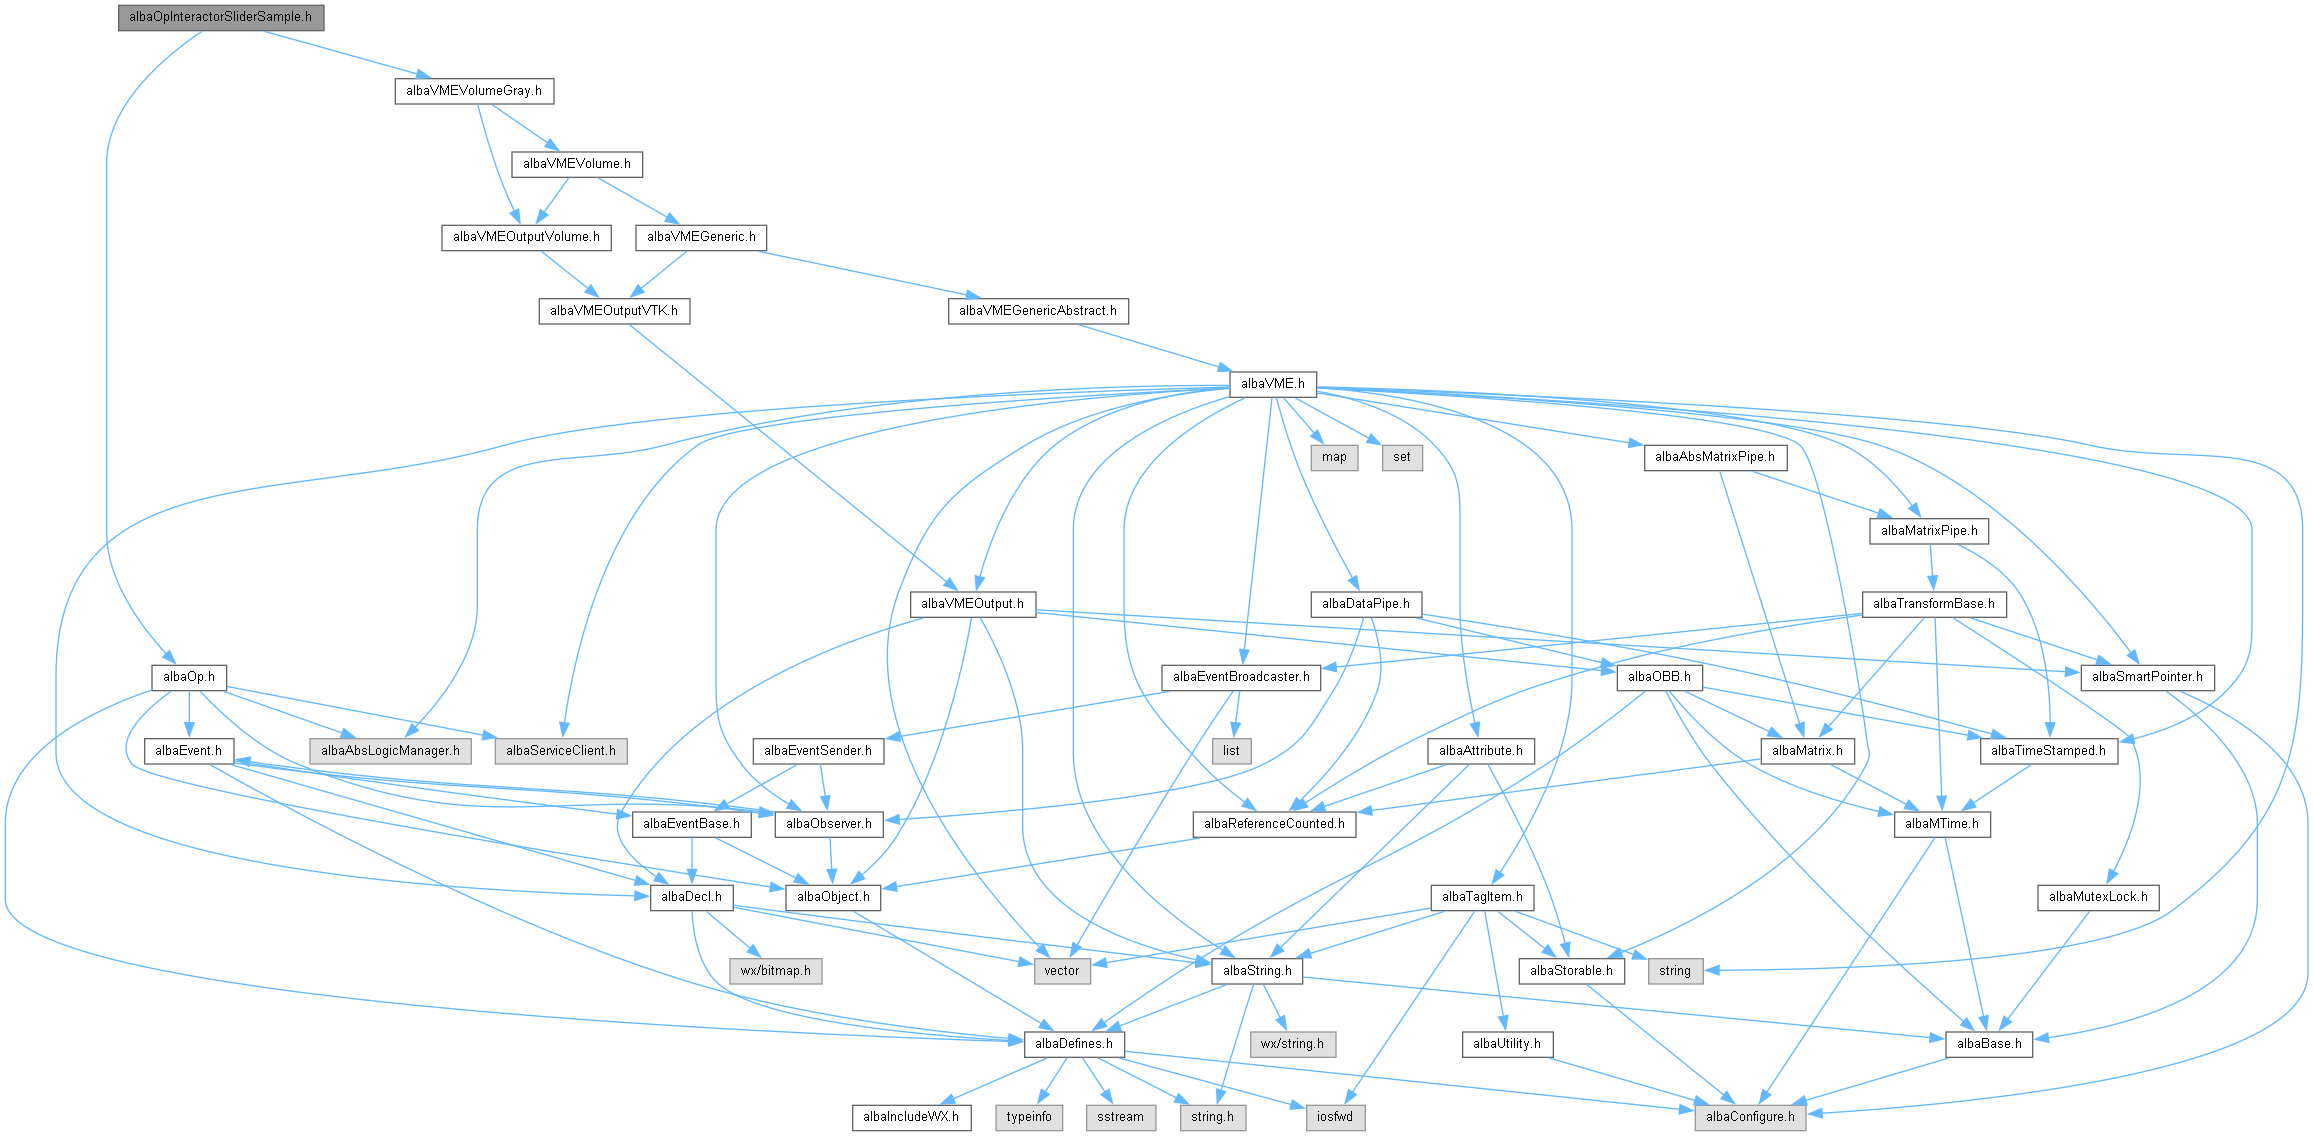 albaOpInteractorSliderSample.h
albaVMEVolumeGray.h
albaVMEVolume.h
albaVMEOutputVolume.h
albaVMEGeneric.h
albaVMEOutputVTK.h
albaVMEGenericAbstract.h
albaVME.h
map
set
albaAbsMatrixPipe.h
albaMatrixPipe.h
albaVMEOutput.h
albaDataPipe.h
albaTransformBase.h
albaOp.h
albaEventBroadcaster.h
albaOBB.h
albaSmartPointer.h
albaEvent.h
albaAbsLogicManager.h
albaServiceClient.h
albaEventSender.h
list
albaAttribute.h
albaMatrix.h
albaTimeStamped.h
albaEventBase.h
albaObserver.h
albaReferenceCounted.h
albaMTime.h
albaDecl.h
albaObject.h
albaTagItem.h
albaMutexLock.h
wx/bitmap.h
vector
albaString.h
albaStorable.h
string
albaDefines.h
wx/string.h
albaUtility.h
albaBase.h
albaIncludeWX.h
typeinfo
sstream
string.h
iosfwd
albaConfigure.h